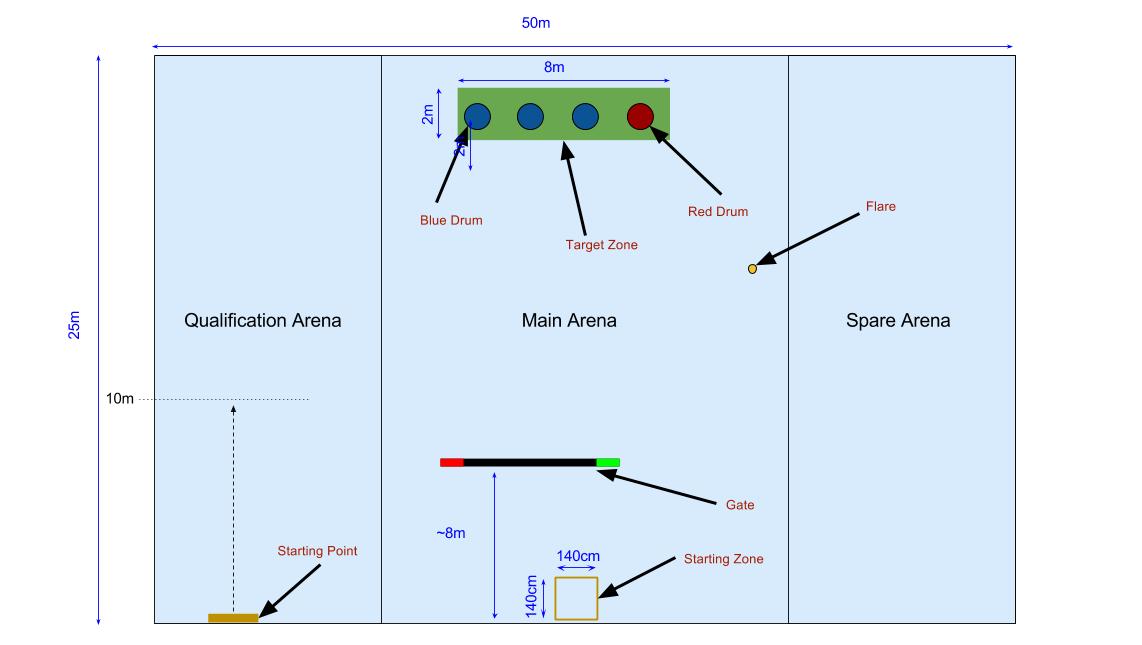 50m
8m
2m
Blue Drum
Red Drum
Flare
Target Zone
Qualification Arena
Main Arena
Spare Arena
25m
10m
Gate
~8m
Starting Point
140cm
Starting Zone
140cm